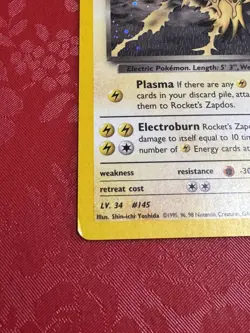 Electric Pokémon. Length: 5' 3", We
Plasma If there are any
cards in your discard pile, atta
them to Rocket's Zapdos.
Electroburn Rocket's Zap
damage to itself equal to 10 tim
number of Energy cards at
weakness resistance -30
retreat cost
LV. 34 #145
Illus. Shin-ichi Yoshida ©1995, 96, 98 Nintendo, Creatures, GA